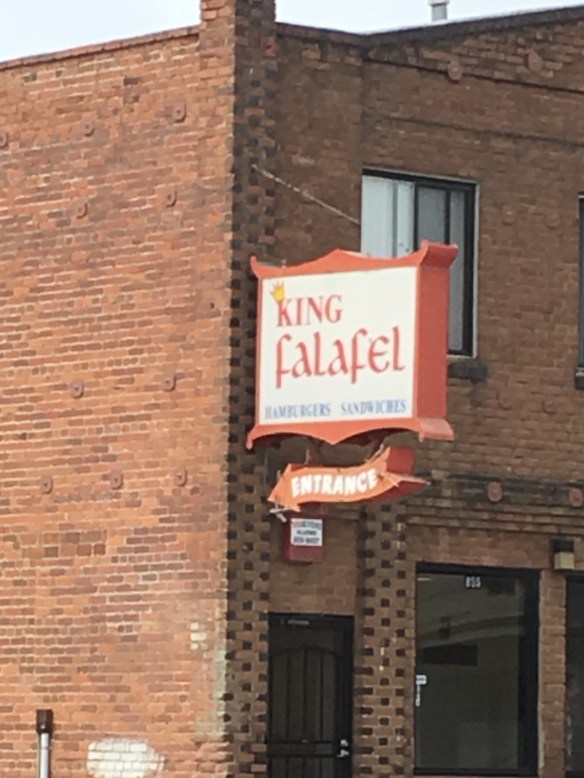 KING
falafel
HAMBURGERS SANDWICHES
ENTRANCE
855